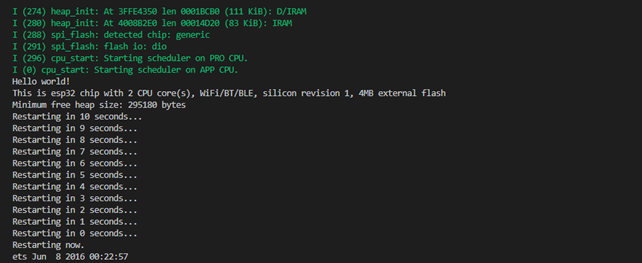 I (274) heap_init: At 3FFE4350 len 0001BCB0 (111 KiB): D/IRAM
I (280) heap_init: At 4008B2E0 len 00014D20 (83 KiB): IRAM
I (288) spi_flash: detected chip: generic
I (291) spi_flash: flash io: dio
I (296) cpu_start: Starting scheduler on PRO CPU.
I (0) cpu_start: Starting scheduler on APP CPU.
Hello world!
This is esp32 chip with 2 CPU core(s), WiFi/BT/BLE, silicon revision 1, 4MB external flash
Minimum free heap size: 295180 bytes
Restarting in 10 seconds...
Restarting in 9 seconds...
Restarting in 8 seconds...
Restarting in 7 seconds...
Restarting in 6 seconds...
Restarting in 5 seconds...
Restarting in 4 seconds...
Restarting in 3 seconds...
Restarting in 2 seconds...
Restarting in 1 seconds...
Restarting in 0 seconds...
Restarting now.
ets Jun  8 2016 00:22:57